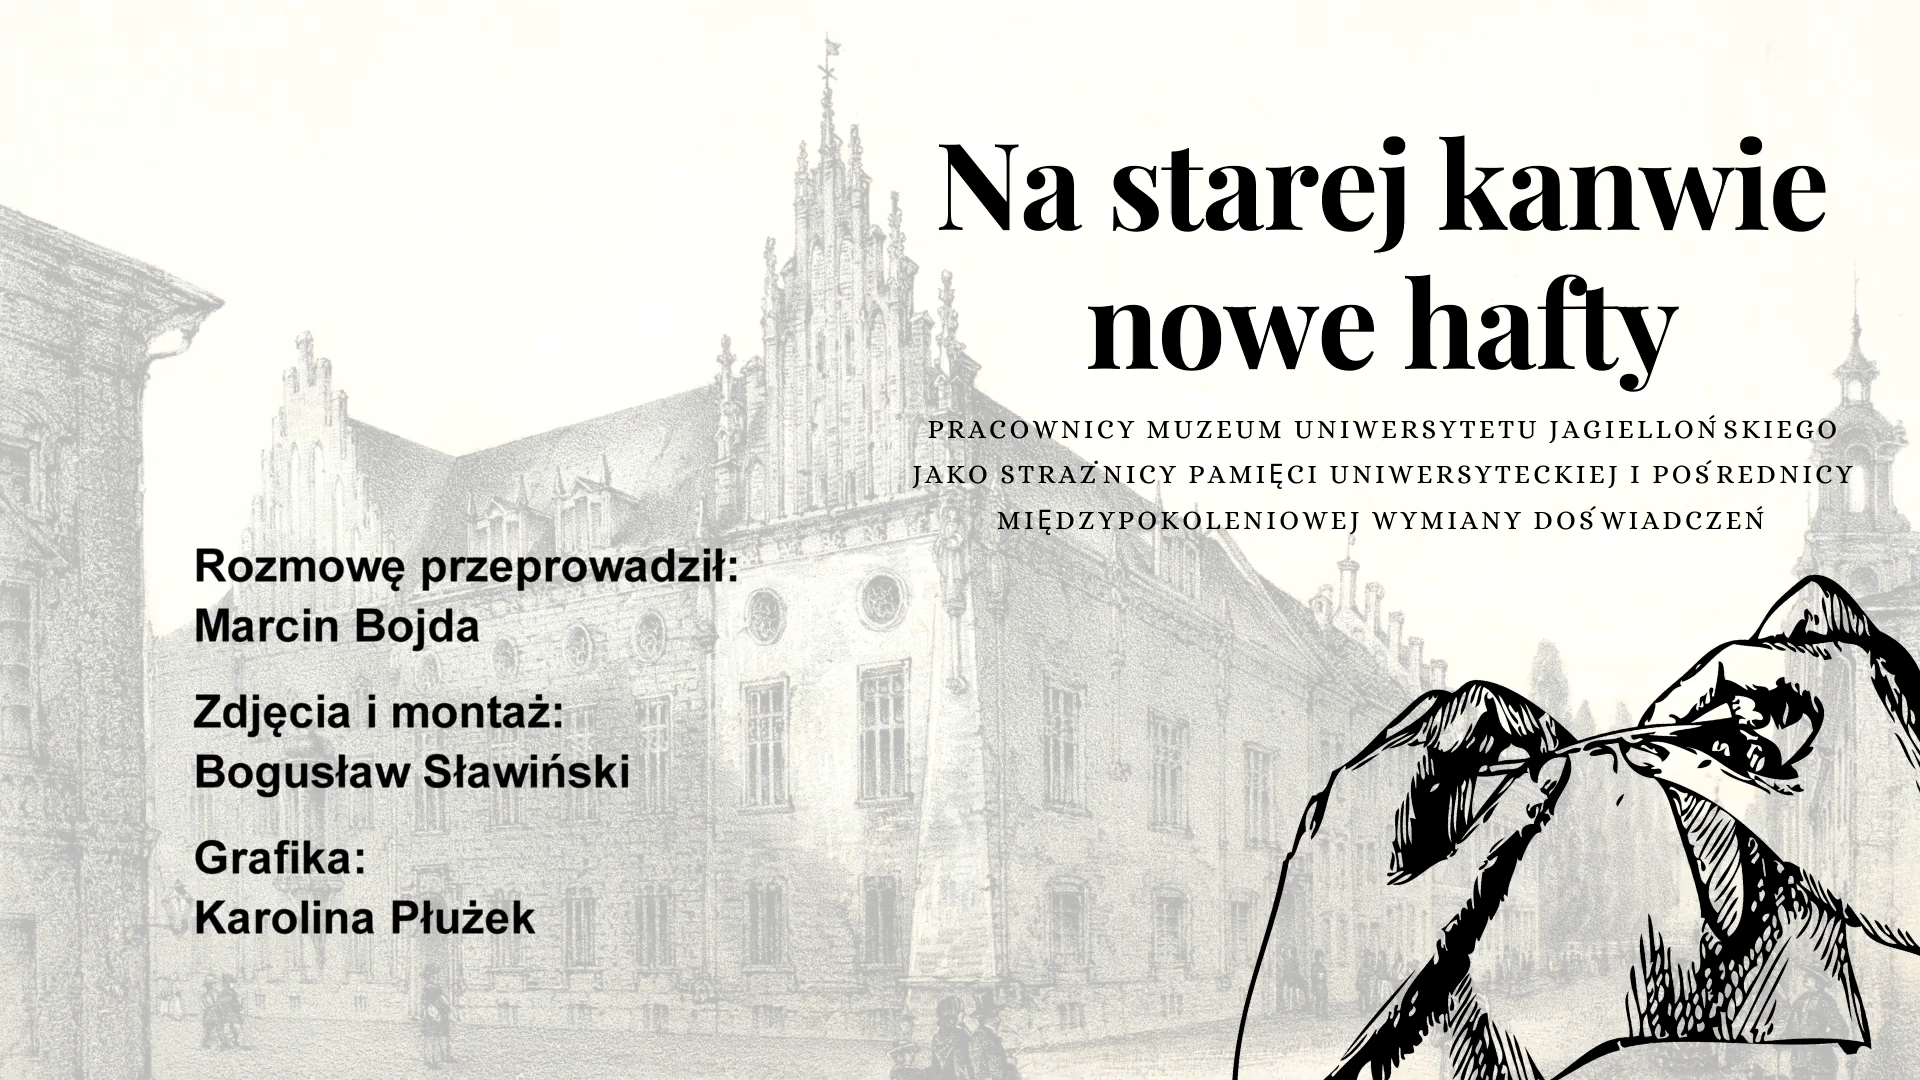 Na starej kanwie
nowe hafty
PRACOWNICY MUZEUM UNIWERSYTETU JAGIELLOŃSKIEGO
JAKO STRAŻNICY PAMIĘCI UNIWERSYTECKIEJ I POŚREDNICY
MIĘDZYPOKOLENIOWEJ WYMIANY DOŚWIADCZEŃ
Rozmowę przeprowadził:
Marcin Bojda
Zdjęcia i montaż:
Bogusław Sławiński
Grafika:
Karolina Płużek